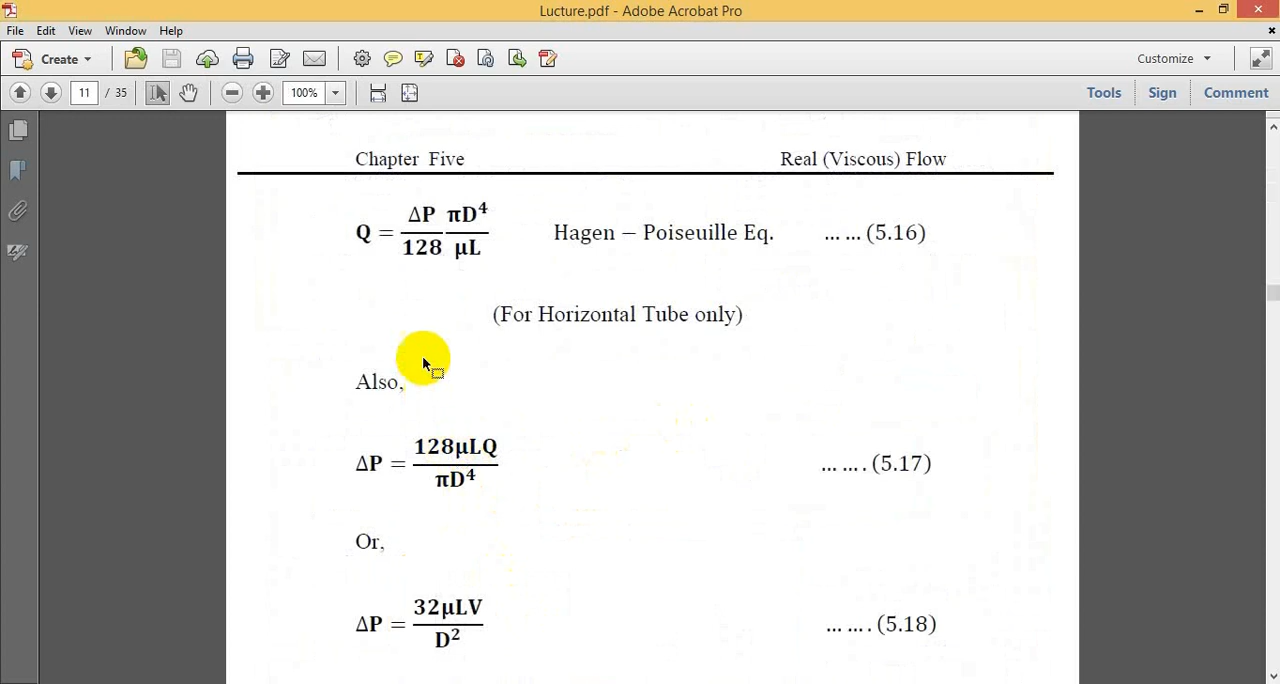 Lucture.pdf - Adobe Acrobat Pro
File Edit View Window Help
Create Customize
11 / 35 100% Tools Sign Comment
Chapter Five Real (Viscous) Flow
Q = ΔP/128 πD⁴/μL Hagen − Poiseuille Eq. … … (5.16)
(For Horizontal Tube only)
Also,
ΔP = 128μLQ/πD⁴ … … . (5.17)
Or,
ΔP = 32μLV/D² … … . (5.18)